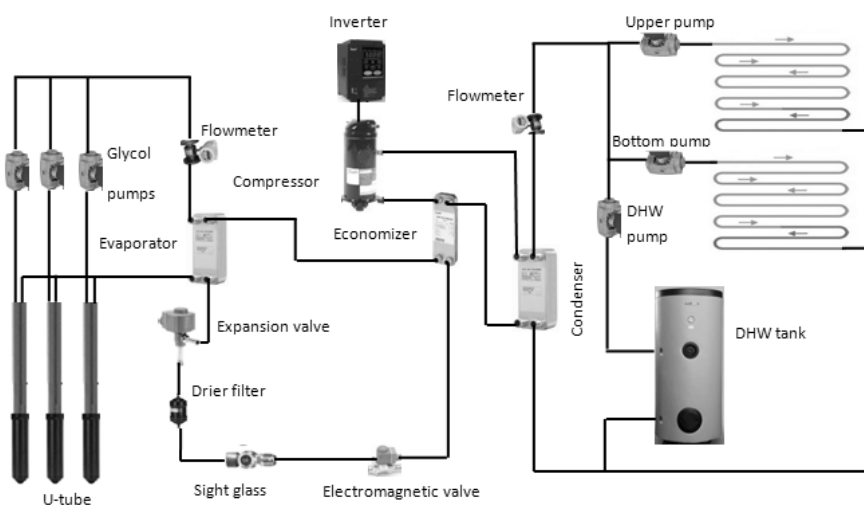 Inverter
Upper pump
Flowmeter
Flowmeter
Glycol
pumps
Bottom pump
Compressor
DHW
pump
Evaporator
Economizer
Condenser
Expansion valve
DHW tank
Drier filter
Sight glass
Electromagnetic valve
U-tube